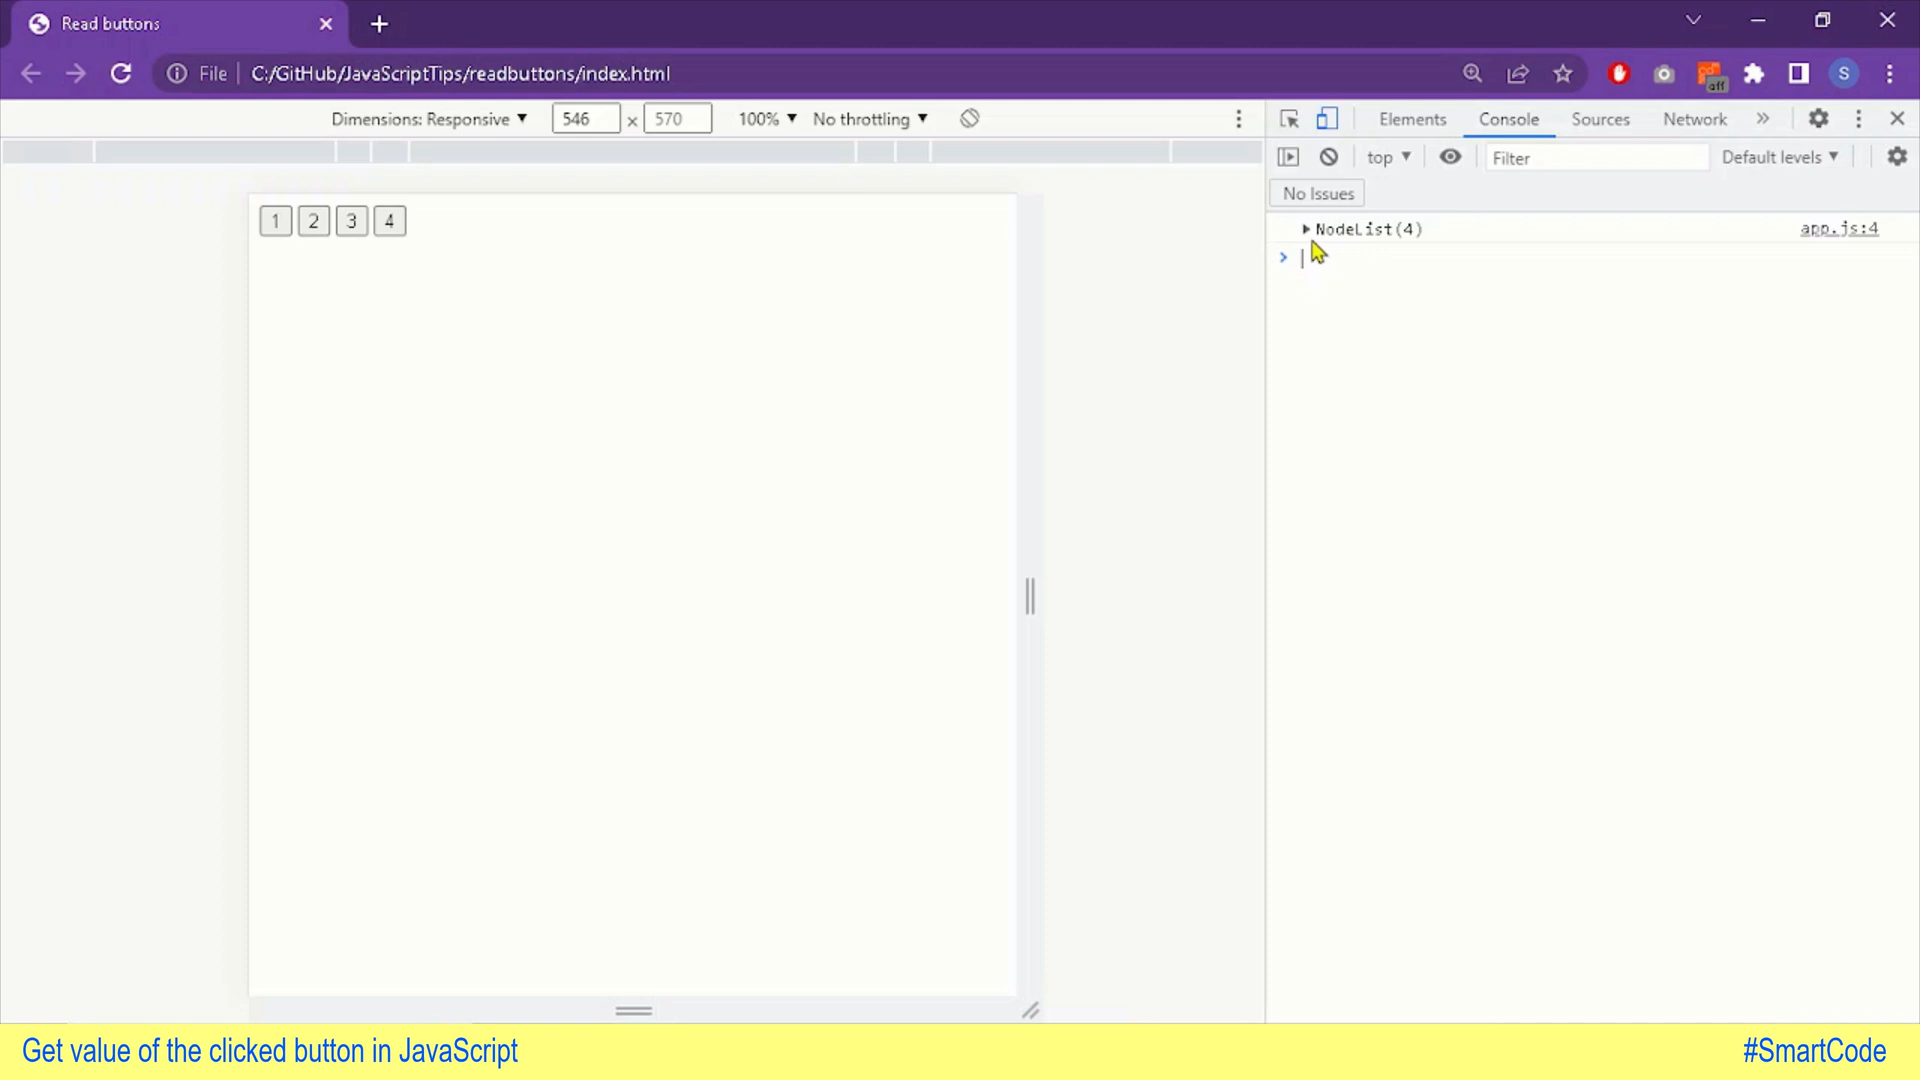 Read buttons
File
C:/GitHub/JavaScriptTips/readbuttons/index.html
S
off
Dimensions: Responsive
546
x
570
100%
No throttling
Elements
Console
Sources
Network
top
Filter
Default levels
No Issues
NodeList(4)
app.js:4
1
2
3
4
Get value of the clicked button in JavaScript
#SmartCode